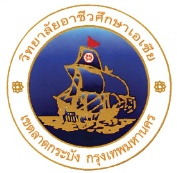 วิทยาลัยอาชีวศึกษาเอเชีย
เขตลาดกระบัง กรุงเทพมหานคร